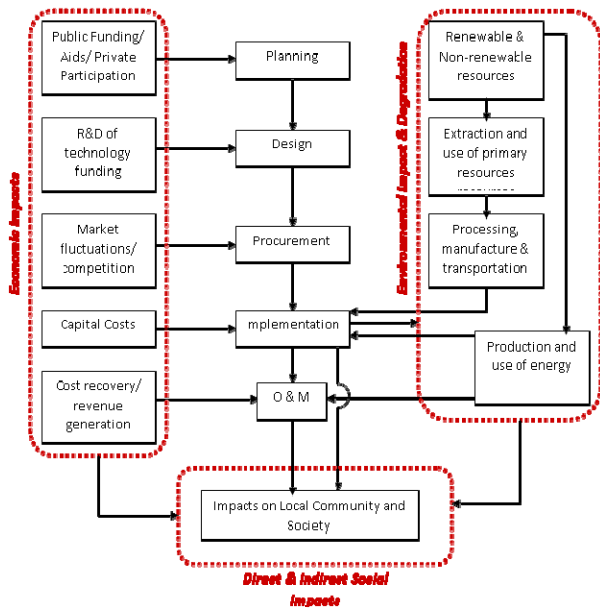 Public Funding/
Aids/ Private
Participation
R&D of
technology
funding
Market
fluctuations/
competition
Capital Costs
Cost recovery/
revenue
generation
Economic Impacts
Planning
Design
Procurement
mplementation
O & M
Environmental Impact & Degradation
Renewable &
Non-renewable
resources
Extraction and
use of primary
resources
Processing,
manufacture &
transportation
Production and
use of energy
Impacts on Local Community and
Society
Direct & Indirect Social
Impacts